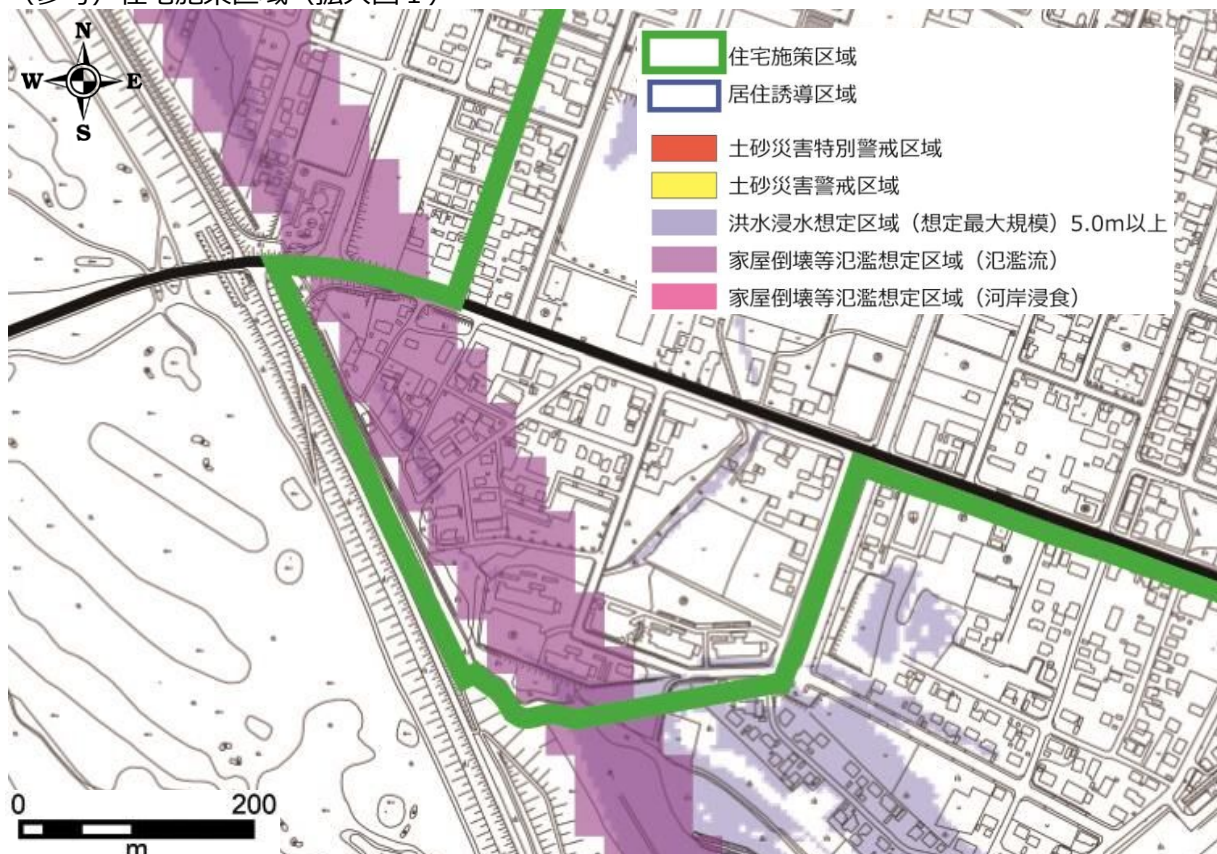 (参考)住宅施策区域(拡大図1)
N
W
E
S
住宅施策区域
居住誘導区域
土砂災害特別警戒区域
土砂災害警戒区域
洪水浸水想定区域（想定最大規模）5.0m以上
家屋倒壊等氾濫想定区域（氾濫流）
家屋倒壊等氾濫想定区域（河岸浸食）
0
200
m